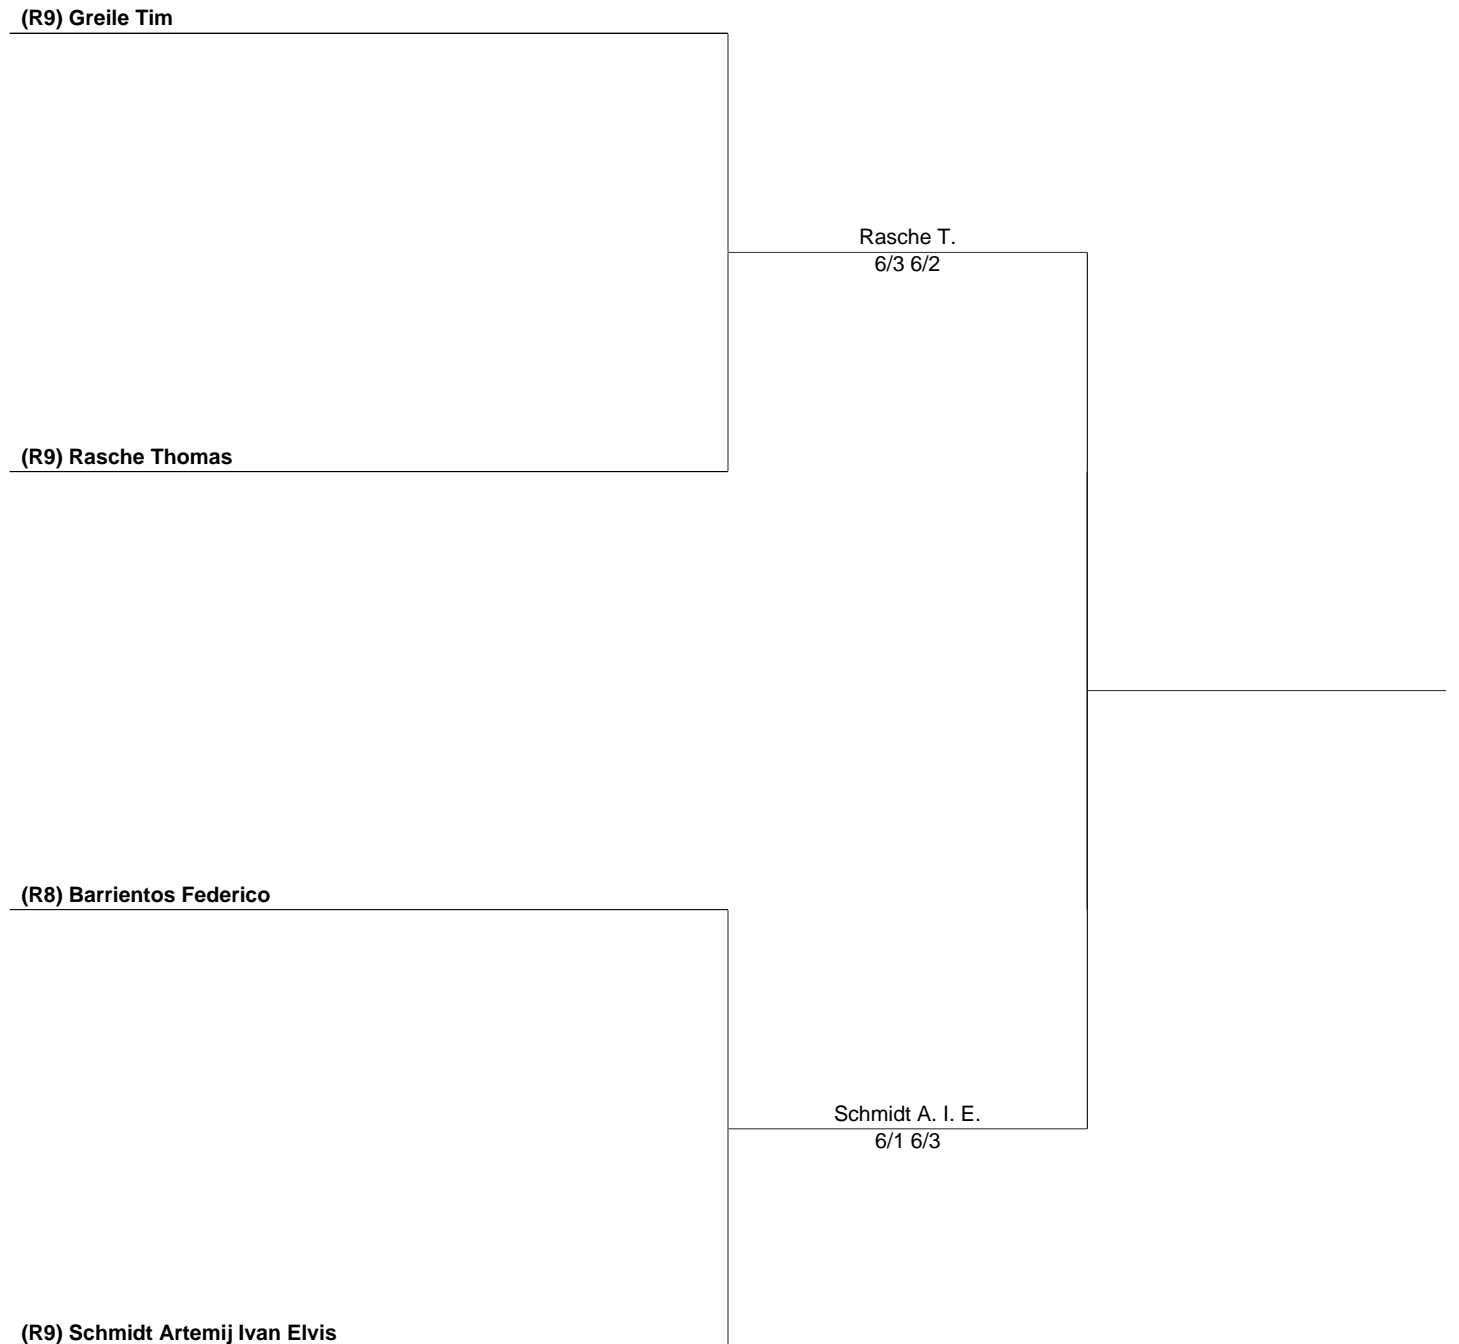 (R9) Greile Tim
Rasche T.
6/3 6/2
(R9) Rasche Thomas
(R8) Barrientos Federico
Schmidt A. I. E.
6/1 6/3
(R9) Schmidt Artemij Ivan Elvis